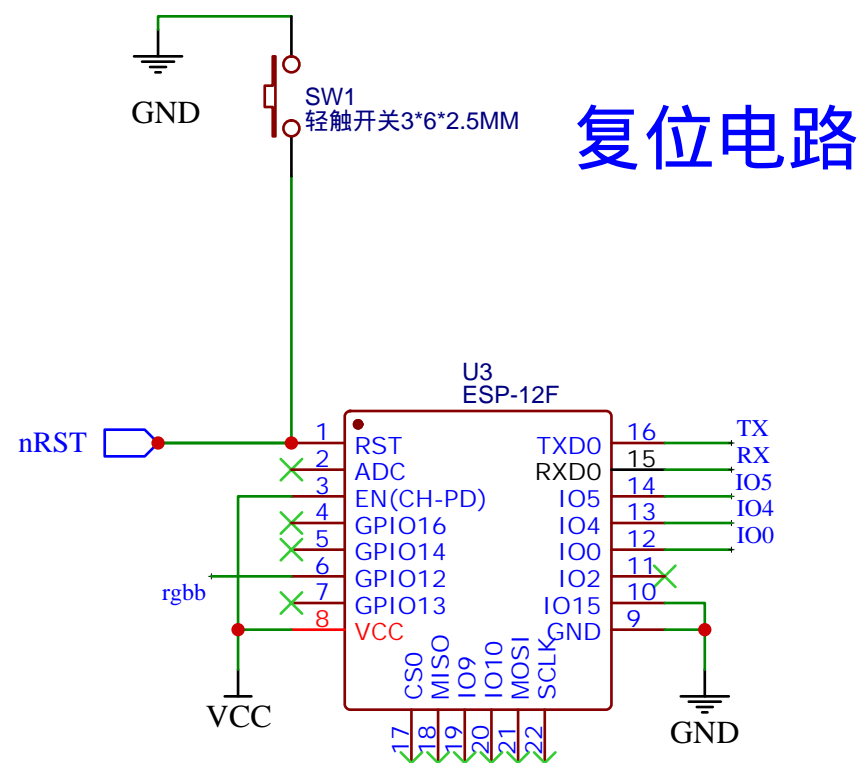 GND
SW1
轻触开关3*6*2.5MM
复位电路
U3
ESP-12F
nRST
1 RST
2 ADC
3 EN(CH-PD)
4 GPIO16
5 GPIO14
rgbb 6 GPIO12
7 GPIO13
8 VCC
TXD0 16 TX
RXD0 15 RX
IO5 14 IO5
IO4 13 IO4
IO0 12 IO0
IO2 11
IO15 10
GND 9
CS0 17
MISO 18
IO9 19
IO10 20
MOSI 21
SCLK 22
VCC
GND